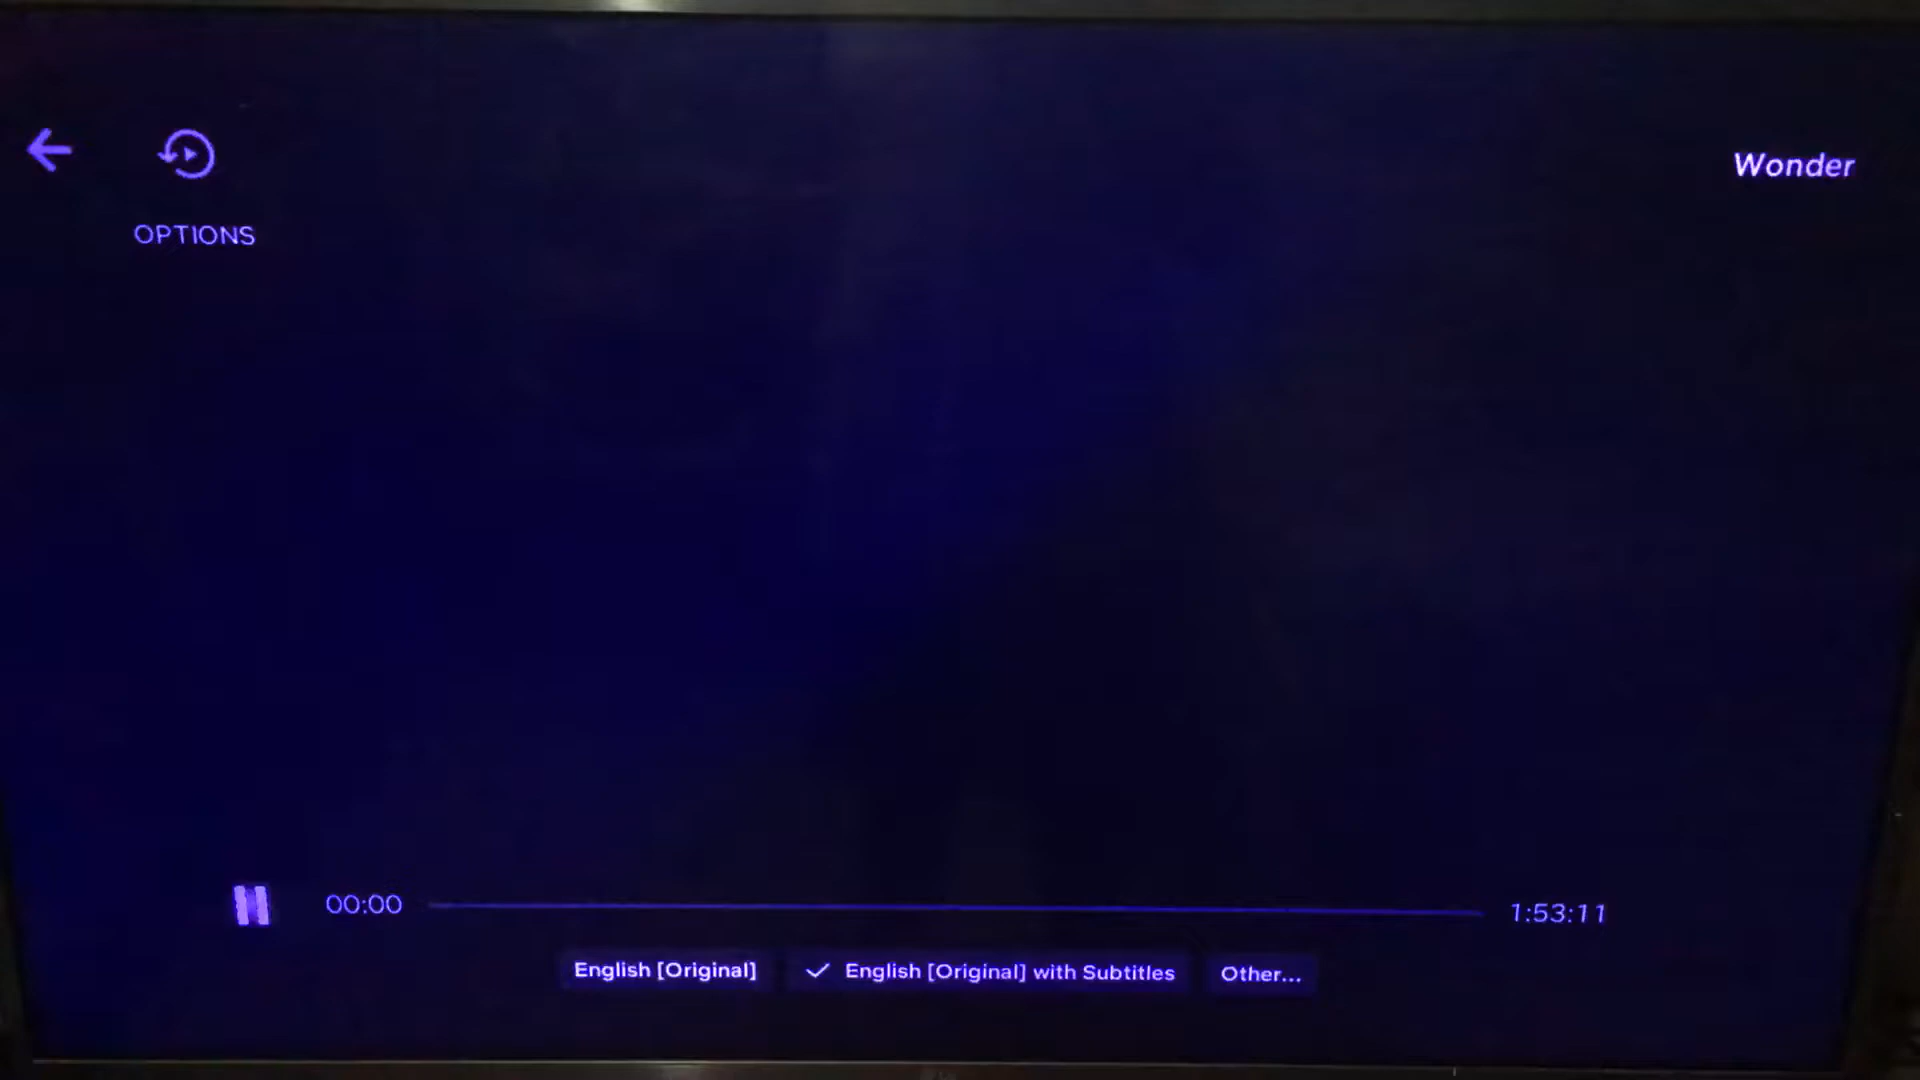 Wonder
OPTIONS
00:00
1:53:11
English [Original]
English [Original] with Subtitles
Other...